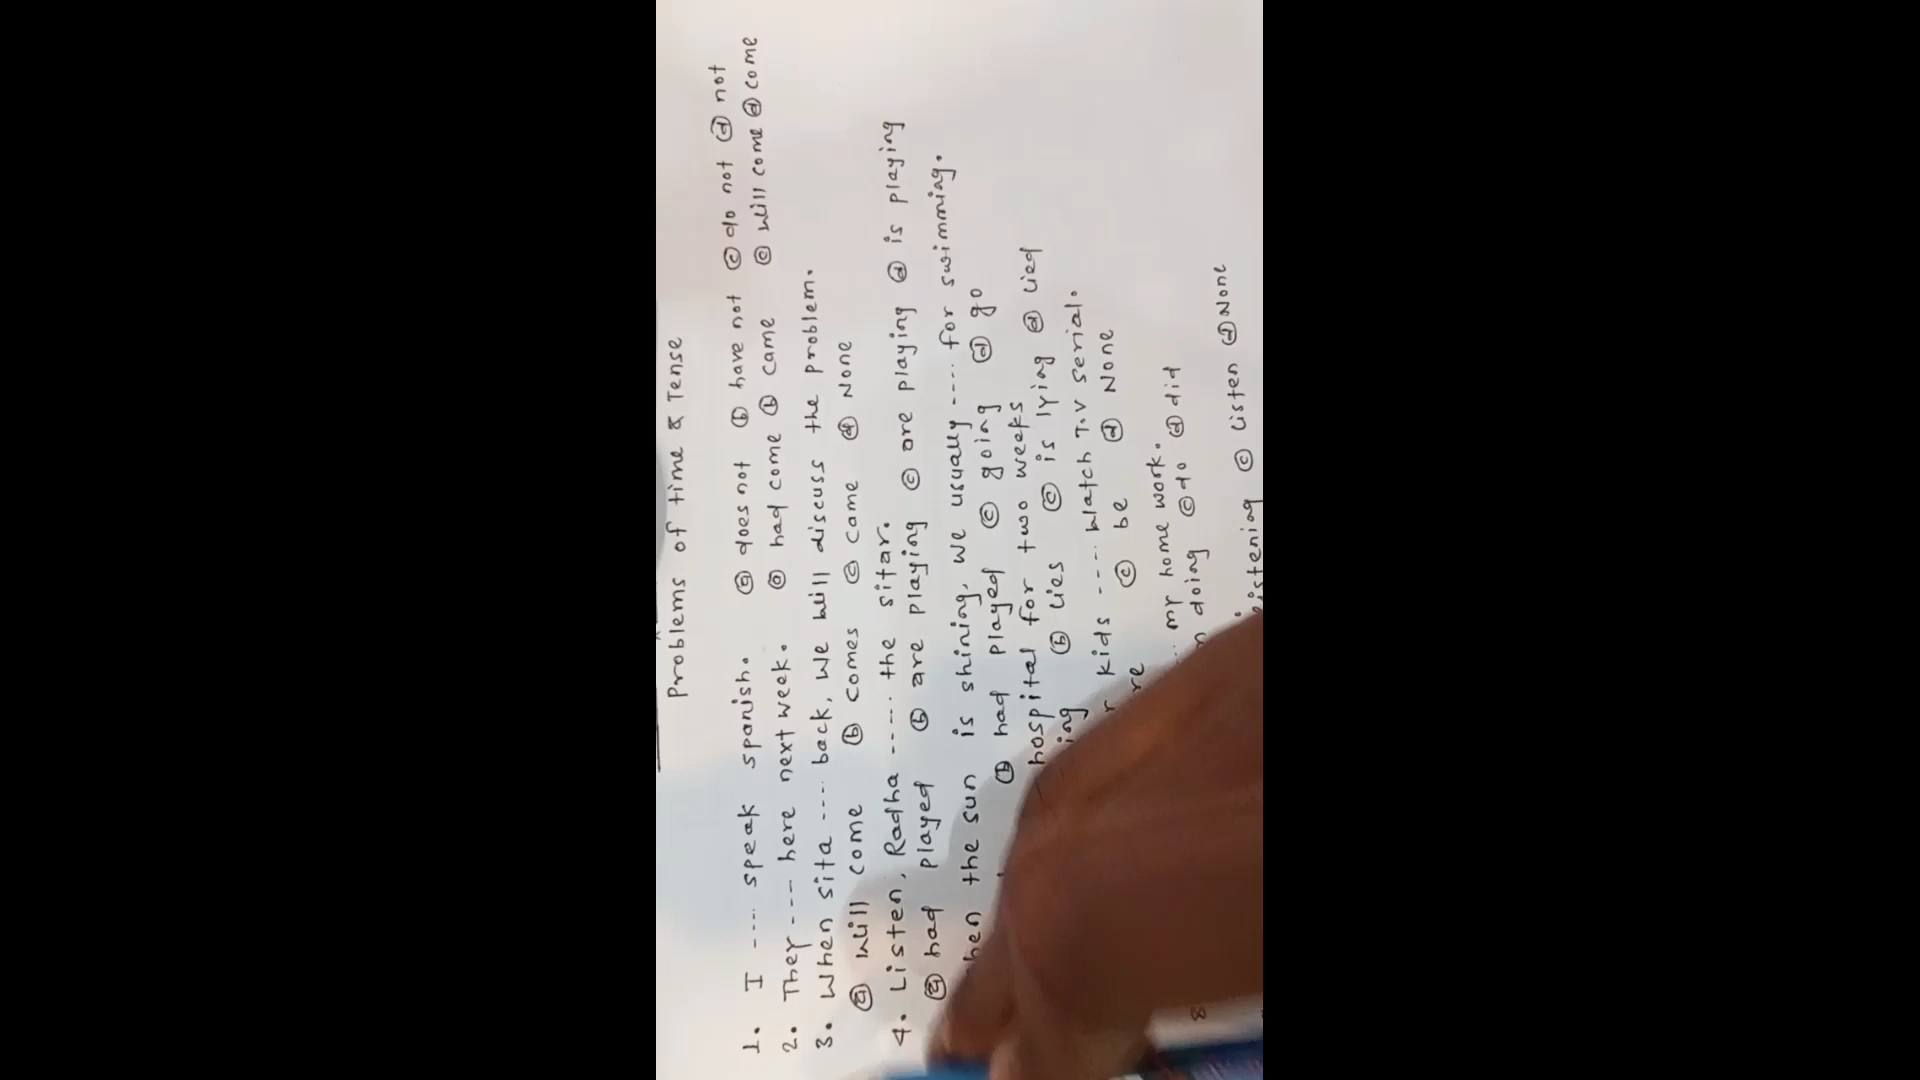 Problems of time & Tense
1. I ---- speak spanish. ⓐ does not ⓑ have not ⓒ do not ⓓ not
2. They ---- here next week. ⓐ had come ⓑ came ⓒ will come ⓓ come
3. When sita ---- back, we will discuss the problem.
ⓐ will come ⓑ comes ⓒ came ⓓ None
4. Listen, Radha ----- the sitar.
ⓐ had played ⓑ are playing ⓒ are playing ⓓ is playing
the sun is shining, we usually ---- for swimming.
ⓑ had played ⓒ going ⓓ go
hospital for two weeks
ⓑ lies ⓒ is lying ⓓ lied
kids ---- watch T.V serial.
ⓒ be ⓓ None
my home work.
doing ⓒ do ⓓ did
8
ⓒ listen ⓓ None